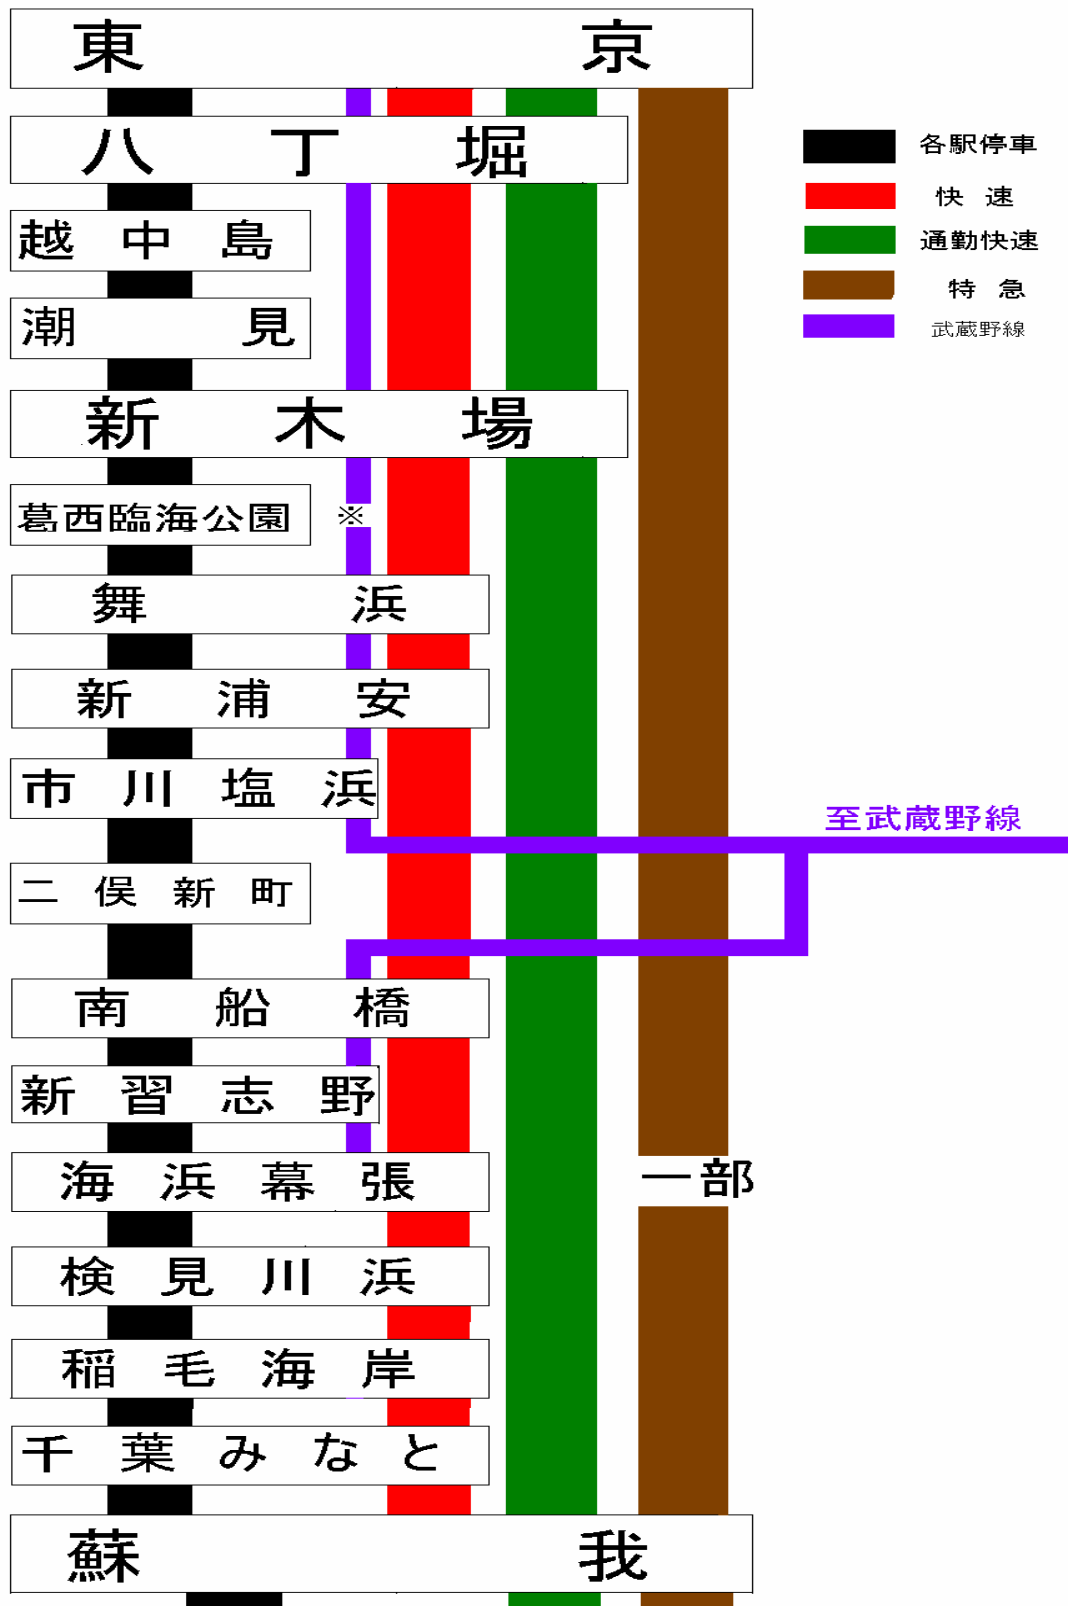 東京
八丁堀
越中島
潮見
新木場
葛西臨海公園 ※
舞浜
新浦安
市川塩浜
二俣新町
南船橋
新習志野
海浜幕張
検見川浜
稲毛海岸
千葉みなと
蘇我
各駅停車
快速
通勤快速
特急
武蔵野線
至武蔵野線
一部